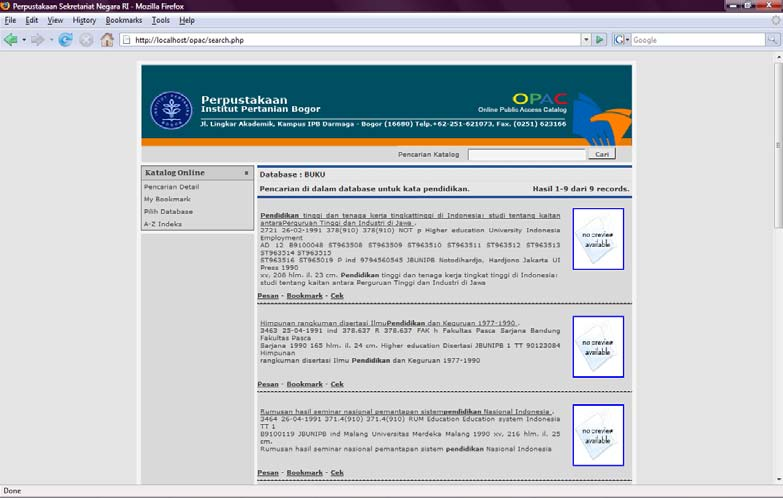 Perpustakaan Sekretariat Negara RI - Mozilla Firefox
File Edit View History Bookmarks Tools Help
http://localhost/opac/search.php
Google
Perpustakaan
Institut Pertanian Bogor
OPAC
Online Public Access Catalog
Jl. Lingkar Akademik, Kampus IPB Darmaga - Bogor (16680) Telp.+62-251-621073, Fax. (0251) 623166
Pencarian Katalog
Cari
Katalog Online
Pencarian Detail
My Bookmark
Pilih Database
A-Z Indeks
Database : BUKU
Pencarian di dalam database untuk kata pendidikan. Hasil 1-9 dari 9 records.
Pendidikan tinggi dan tenaga kerja tingkattinggi di Indonesia: studi tentang kaitan
antaraPerguruan Tinggi dan Industri di Jawa .
2721 26-02-1991 378(910) 378(910) NOT p Higher education University Indonesia
Employment
AD 12 B9100048 ST963508 ST963509 ST963510 ST963511 ST963512 ST963513
ST963514 ST963515
ST963516 ST965019 P ind 9794560545 JBUNIPB Notodihardjo, Hardjono Jakarta UI
Press 1990
xv, 208 hlm. il. 23 cm. Pendidikan tinggi dan tenaga kerja tingkat tinggi di Indonesia:
studi tentang kaitan antara Perguruan Tinggi dan Industri di Jawa
no preview
available
Pesan - Bookmark - Cek
Himpunan rangkuman disertasi IlmuPendidikan dan Keguruan 1977-1990 .
3463 25-04-1991 ind 378.637 R 378.637 FAK h Fakultas Pasca Sarjana Bandung
Fakultas Pasca
Sarjana 1990 165 hlm. il. 24 cm. Higher education Disertasi JBUNIPB 1 TT 90123084
Himpunan
rangkuman disertasi Ilmu Pendidikan dan Keguruan 1977-1990
no preview
available
Pesan - Bookmark - Cek
Rumusan hasil seminar nasional pemantapan sistempendidikan Nasional Indonesia .
3464 26-04-1991 371.4(910) 371.4(910) RUM Education Education system Indonesia
TT 1
B9100119 JBUNIPB ind Malang Universitas Merdeka Malang 1990 xv, 216 hlm. il. 25
cm.
Rumusan hasil seminar nasional pemantapan sistem pendidikan Nasional Indonesia
no preview
available
Pesan - Bookmark - Cek
Done